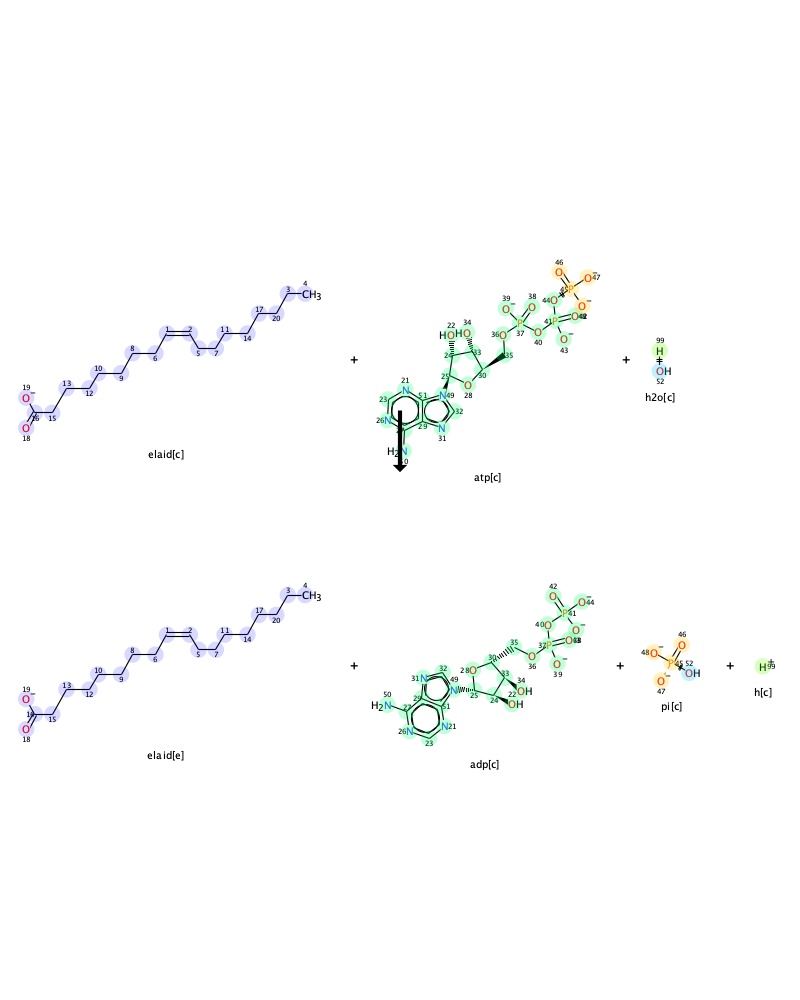 4
3 CH3
17
20
1 2 11
14
8 5 7
10 6
13 9
19 12
O−
16 15
O
18
elaid[c]
+
46
O O− 47
39 38 44 45 P
O− O O O−
34 37 P 41 P O 42
22 HO 36 O O O−
HO 33 40 43
24 35
25 30
21 O
N 51 N 49 28
23 32
26 N 29 N
31
H2N
50
atp[c]
+
99
H
OH
52
h2o[c]
4
3 CH3
17
20
1 2 11
14
8 5 7
10 6
13 9
19 12
O−
16 15
O
18
elaid[e]
+
42
O O− 44
P 41
40 O O−
35 37 P O 38
30 O O−
28 O 36 39
32 33
31 N 34
49 N OH
50 29 25 24 22 OH
H2N 27 51
26 N N 21
23
adp[c]
+
46
48 O− O
P 45 52 OH
O−
47
pi[c]
+
H+ 99
h[c]